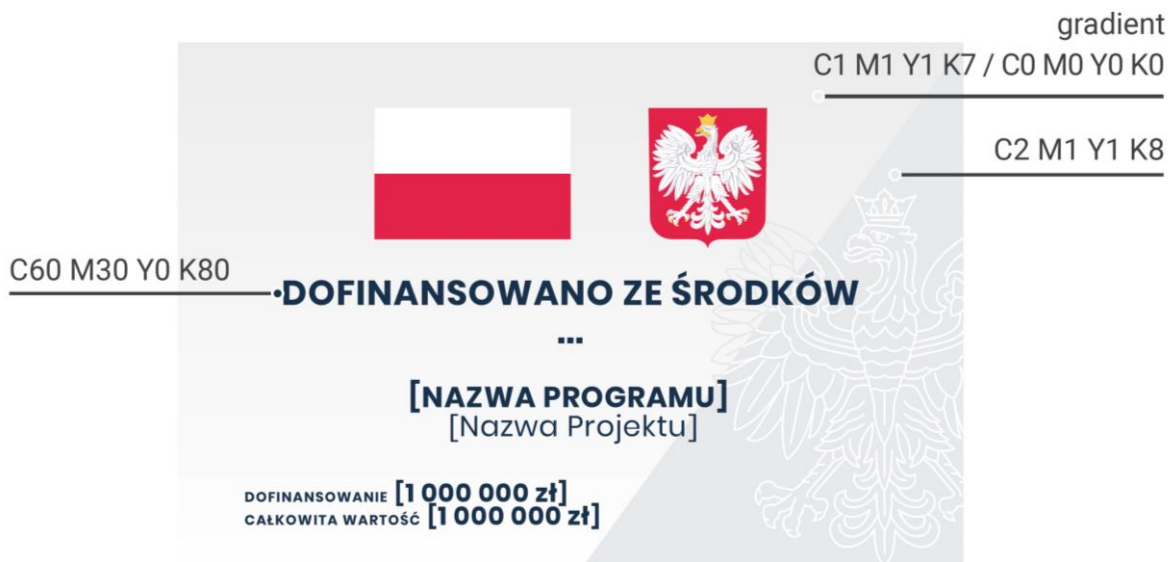 gradient
C1 M1 Y1 K7 / C0 M0 Y0 K0
C2 M1 Y1 K8
C60 M30 Y0 K80
DOFINANSOWANO ZE ŚRODKÓW
...
[NAZWA PROGRAMU]
[Nazwa Projektu]
DOFINANSOWANIE [1 000 000 zł]
CAŁKOWITA WARTOŚĆ [1 000 000 zł]